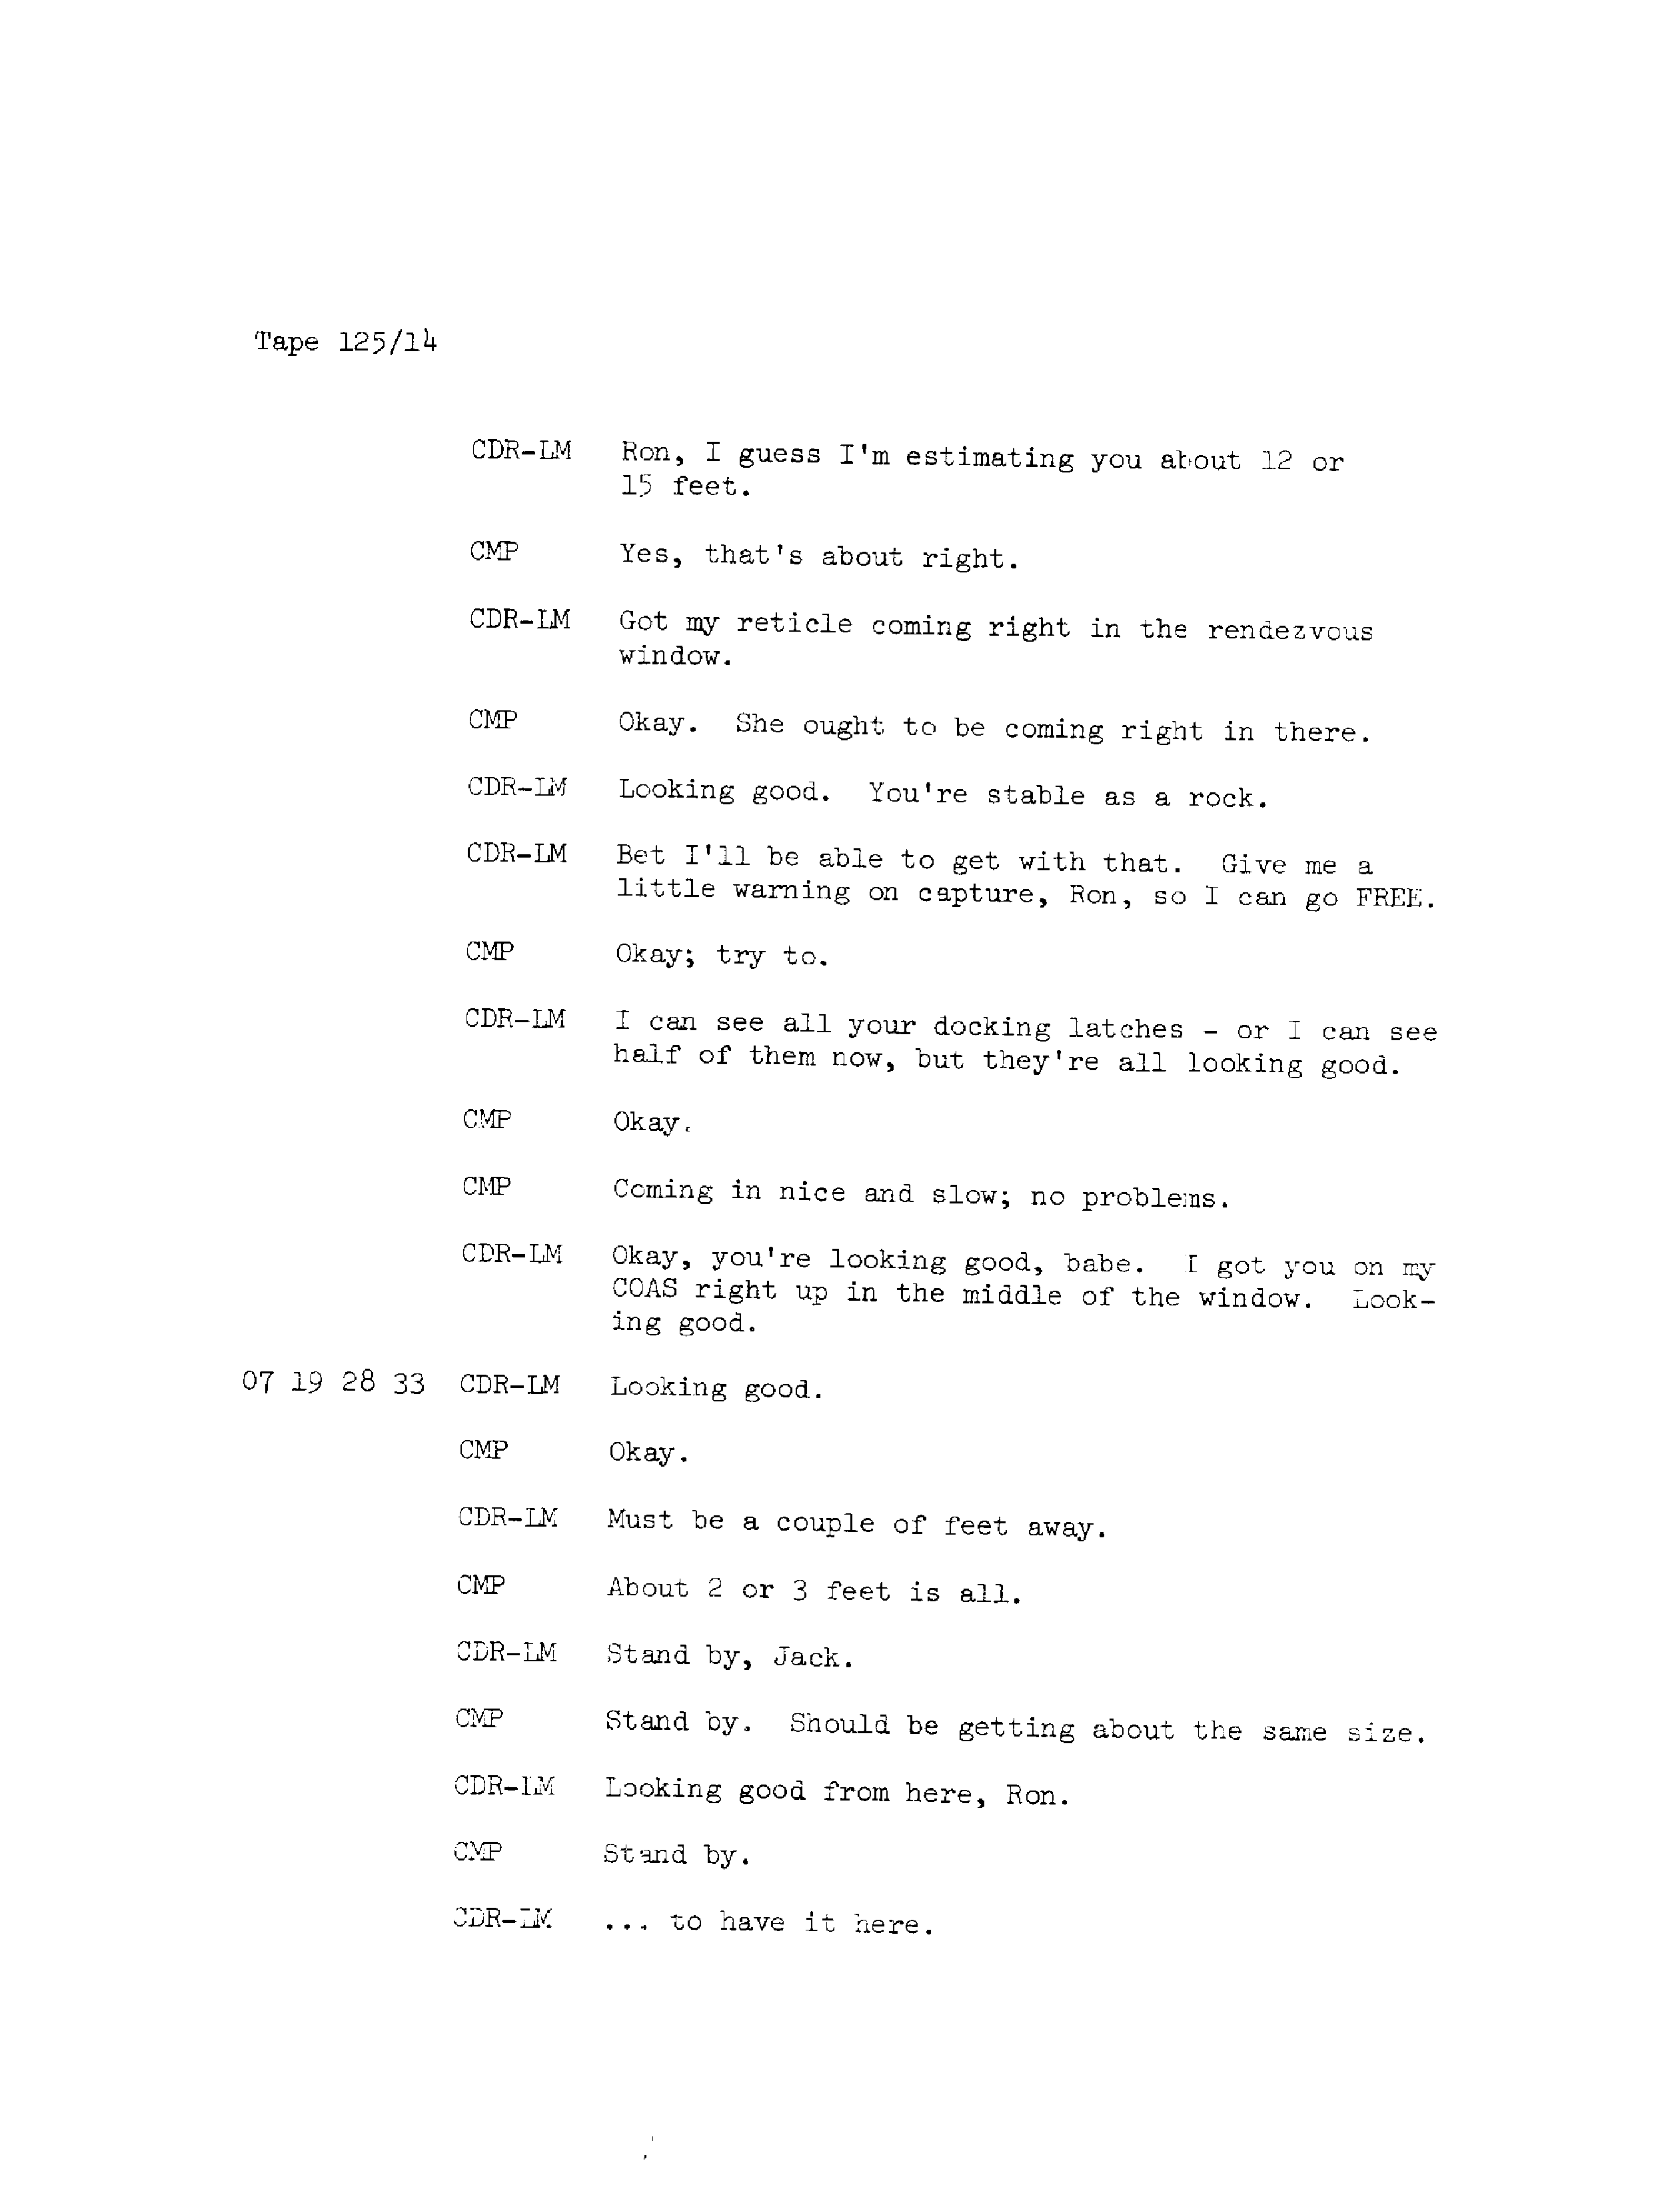 Tape 125/14
CDR-LM Ron, I guess I'm estimating you about 12 or
15 feet.
CMP Yes, that's about right.
CDR-LM Got my reticle coming right in the rendezvous
window.
CMP Okay. She ought to be coming right in there.
CDR-LM Looking good. You're stable as a rock.
CDR-LM Bet I'll be able to get with that. Give me a
little warning on capture, Ron, so I can go FREE.
CMP Okay; try to.
CDR-LM I can see all your docking latches - or I can see
half of them now, but they're all looking good.
CMP Okay.
CMP Coming in nice and slow; no problems.
CDR-LM Okay, you're looking good, babe. I got you on my
COAS right up in the middle of the window. Look-
ing good.
07 19 28 33 CDR-LM Looking good.
CMP Okay.
CDR-LM Must be a couple of feet away.
CMP About 2 or 3 feet is all.
CDR-LM Stand by, Jack.
CMP Stand by. Should be getting about the same size.
CDR-LM Looking good from here, Ron.
CMP Stand by.
CDR-LM ... to have it here.